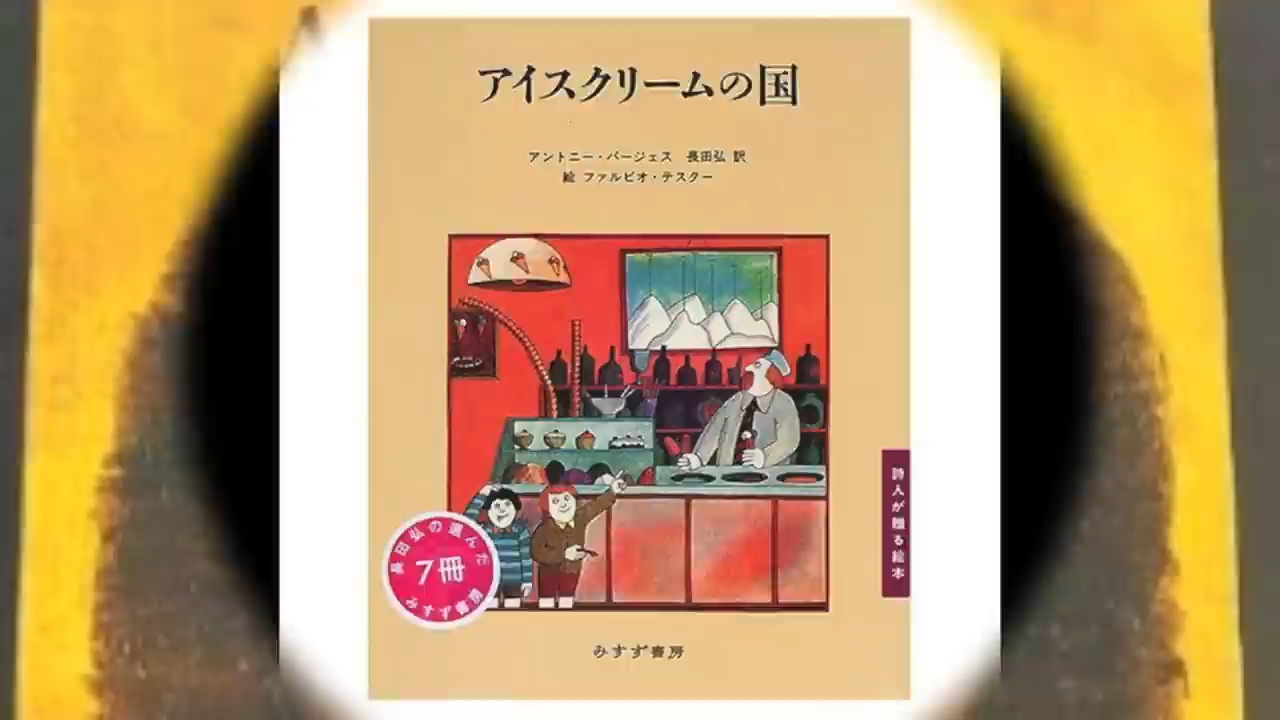 アイスクリームの国
アントニー・バージェス 長田弘 訳
絵 ファルビオ・テスター
詩人が贈る絵本
長田弘の選んだ
7冊
みすず書房
みすず書房